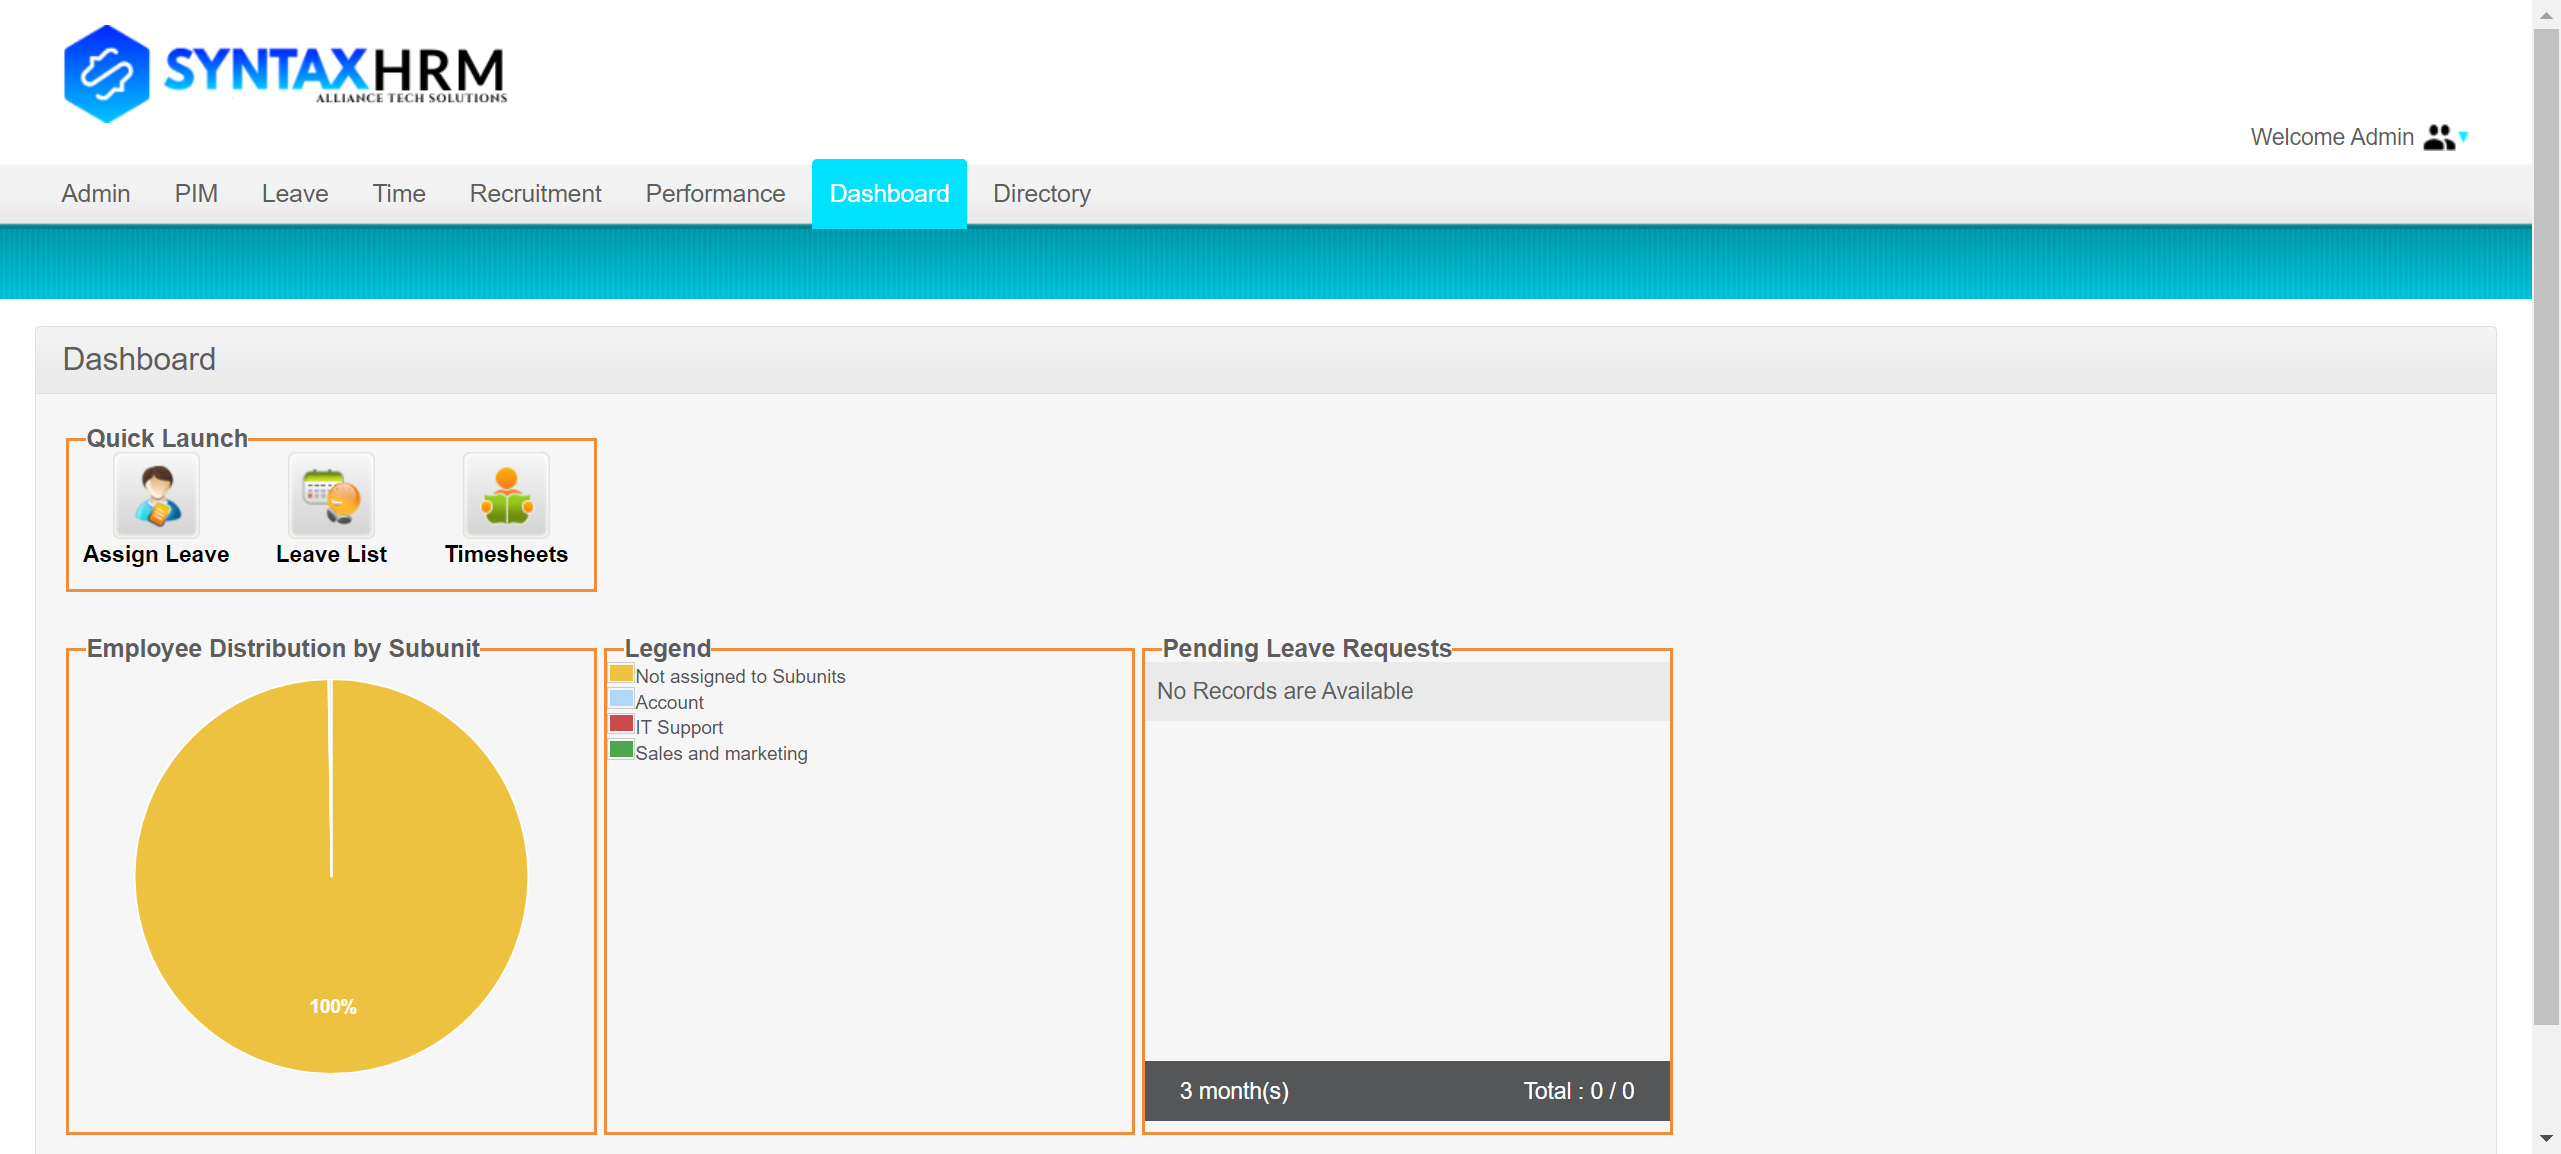 SYNTAXHRM
ALLIANCE TECH SOLUTIONS
Welcome Admin
Admin PIM Leave Time Recruitment Performance Dashboard Directory
Dashboard
Quick Launch
Assign Leave Leave List Timesheets
Employee Distribution by Subunit
100%
Legend
Not assigned to Subunits
Account
IT Support
Sales and marketing
Pending Leave Requests
No Records are Available
3 month(s) Total : 0 / 0